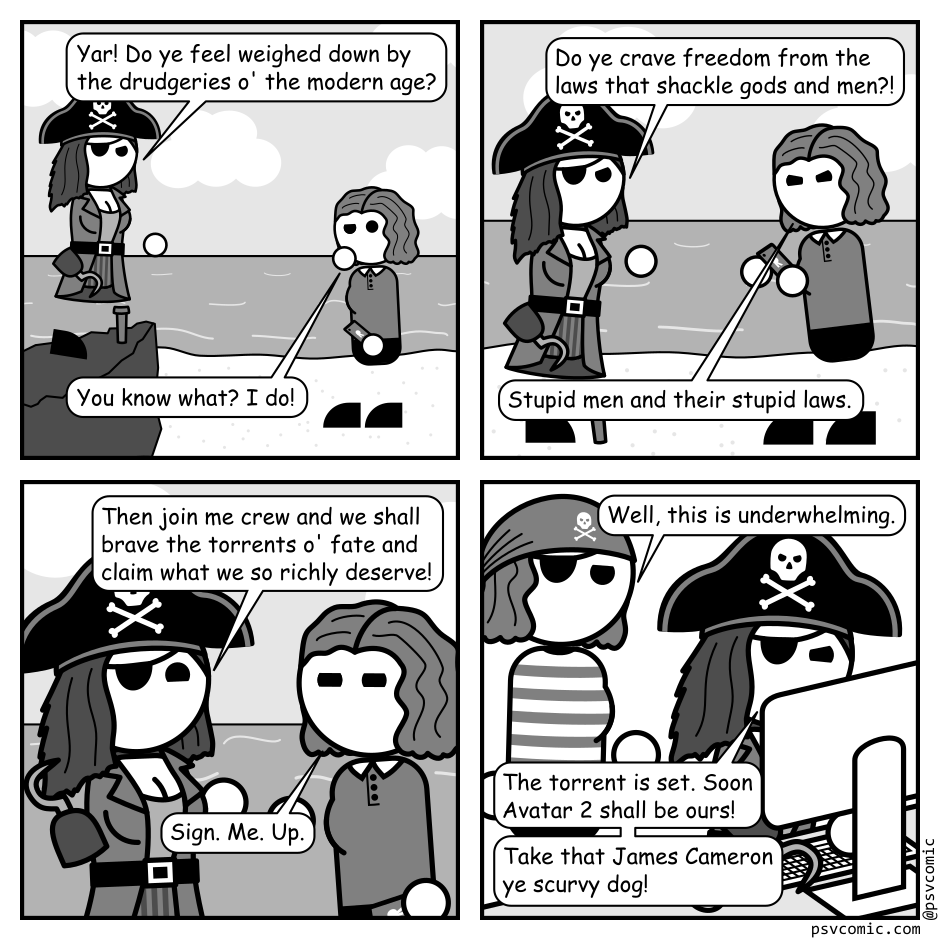 Yar! Do ye feel weighed down by
the drudgeries o' the modern age?
You know what? I do!
Do ye crave freedom from the
laws that shackle gods and men?!
Stupid men and their stupid laws.
Then join me crew and we shall
brave the torrents o' fate and
claim what we so richly deserve!
Sign. Me. Up.
Well, this is underwhelming.
The torrent is set. Soon
Avatar 2 shall be ours!
Take that James Cameron
ye scurvy dog!
@psvcomic
psvcomic.com